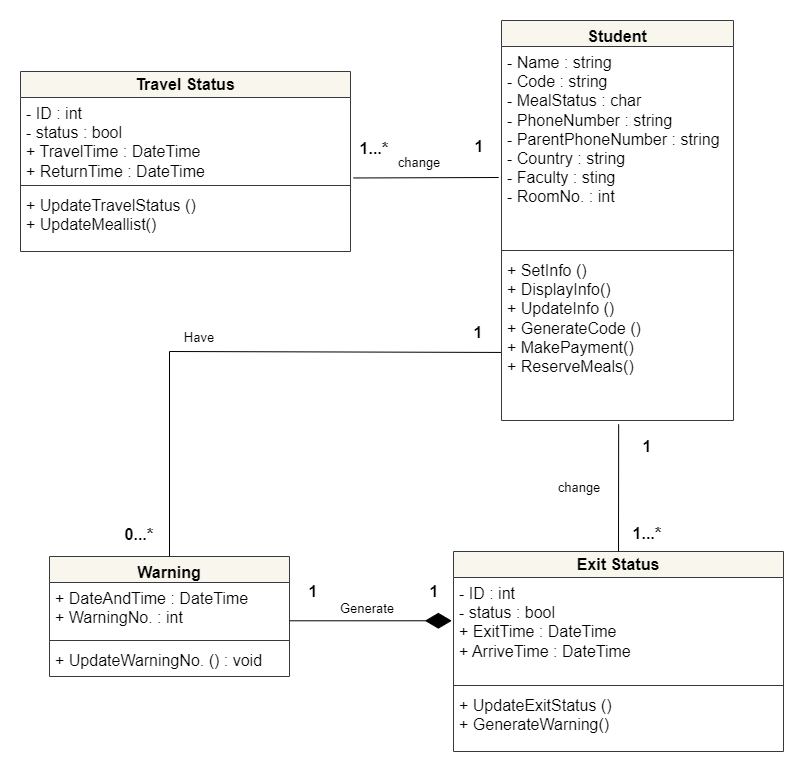 Student
- Name : string
- Code : string
- MealStatus : char
- PhoneNumber : string
- ParentPhoneNumber : string
- Country : string
- Faculty : sting
- RoomNo. : int
+ SetInfo ()
+ DisplayInfo()
+ UpdateInfo ()
+ GenerateCode ()
+ MakePayment()
+ ReserveMeals()
Travel Status
- ID : int
- status : bool
+ TravelTime : DateTime
+ ReturnTime : DateTime
+ UpdateTravelStatus ()
+ UpdateMeallist()
1...*
change
1
Have
1
0...*
1
change
1...*
Warning
+ DateAndTime : DateTime
+ WarningNo. : int
+ UpdateWarningNo. () : void
1
Generate
1
Exit Status
- ID : int
- status : bool
+ ExitTime : DateTime
+ ArriveTime : DateTime
+ UpdateExitStatus ()
+ GenerateWarning()